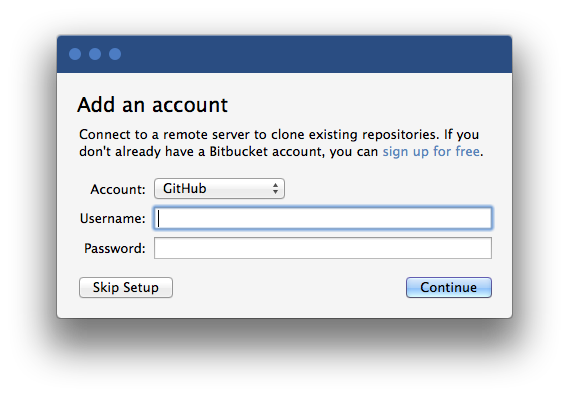 Add an account
Connect to a remote server to clone existing repositories. If you
don't already have a Bitbucket account, you can sign up for free.
Account: GitHub
Username:
Password:
Skip Setup Continue